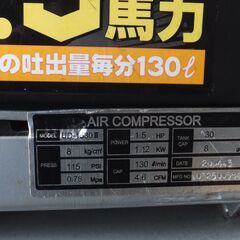 .5馬力
の吐出量毎分130ℓ
AIR COMPRESSOR
MODEL
POWER 1.5 HP
TANK CAP 30
PRESS 8 kg/cm²
1.12 KW
115 PSI
CAP 130 ℓ/min
DATE
0.78 Mpa
4.6 CFM
MFG NO